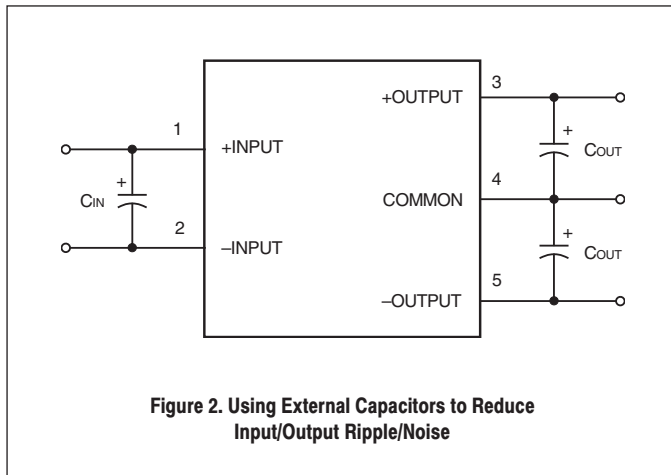 3
+OUTPUT
1
+
+INPUT
COUT
4
+
CIN
COMMON
+
2
COUT
–INPUT
5
–OUTPUT
Figure 2. Using External Capacitors to Reduce
Input/Output Ripple/Noise